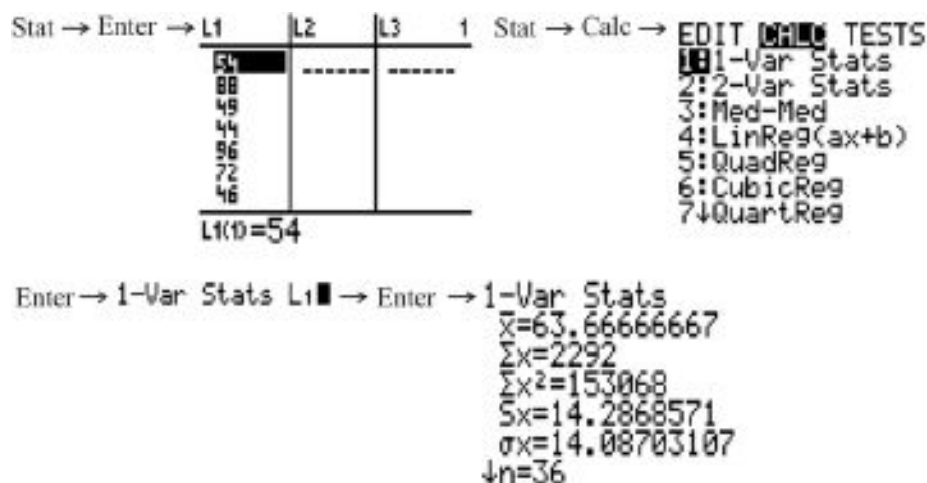 Stat → Enter → L1 L2 L3 1
54 ------ ------
88
49
44
96
72
46
L1(1)=54
Stat → Calc → EDIT CALC TESTS
1:1-Var Stats
2:2-Var Stats
3:Med-Med
4:LinReg(ax+b)
5:QuadReg
6:CubicReg
7↓QuartReg
Enter → 1-Var Stats L1 → Enter → 1-Var Stats
x̄=63.66666667
Σx=2292
Σx²=153068
Sx=14.2868571
σx=14.08703107
↓n=36